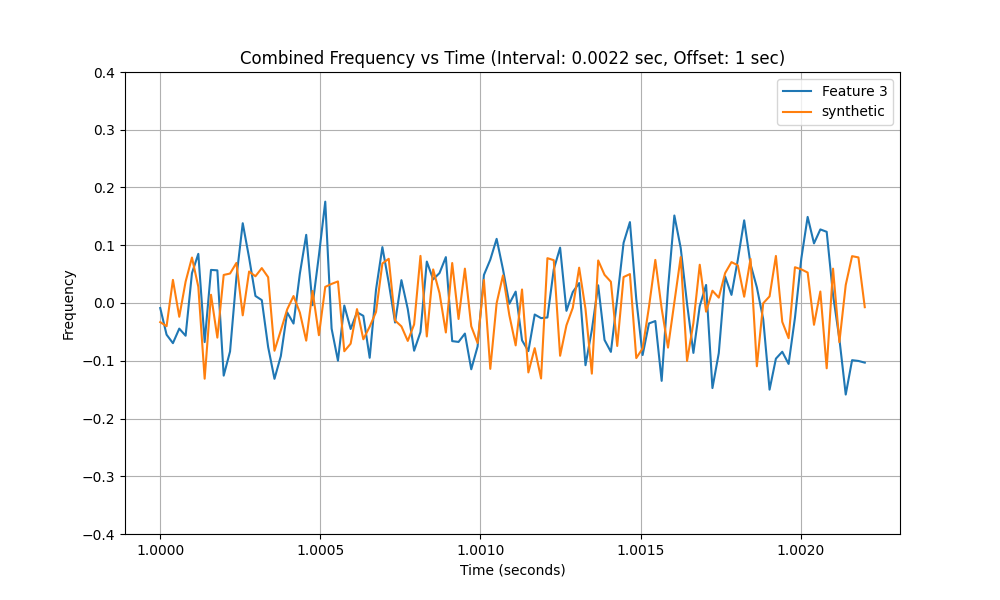 Combined Frequency vs Time (Interval: 0.0022 sec, Offset: 1 sec)
Feature 3
synthetic
0.4
0.3
0.2
0.1
0.0
−0.1
−0.2
−0.3
−0.4
Frequency
1.0000
1.0005
1.0010
1.0015
1.0020
Time (seconds)